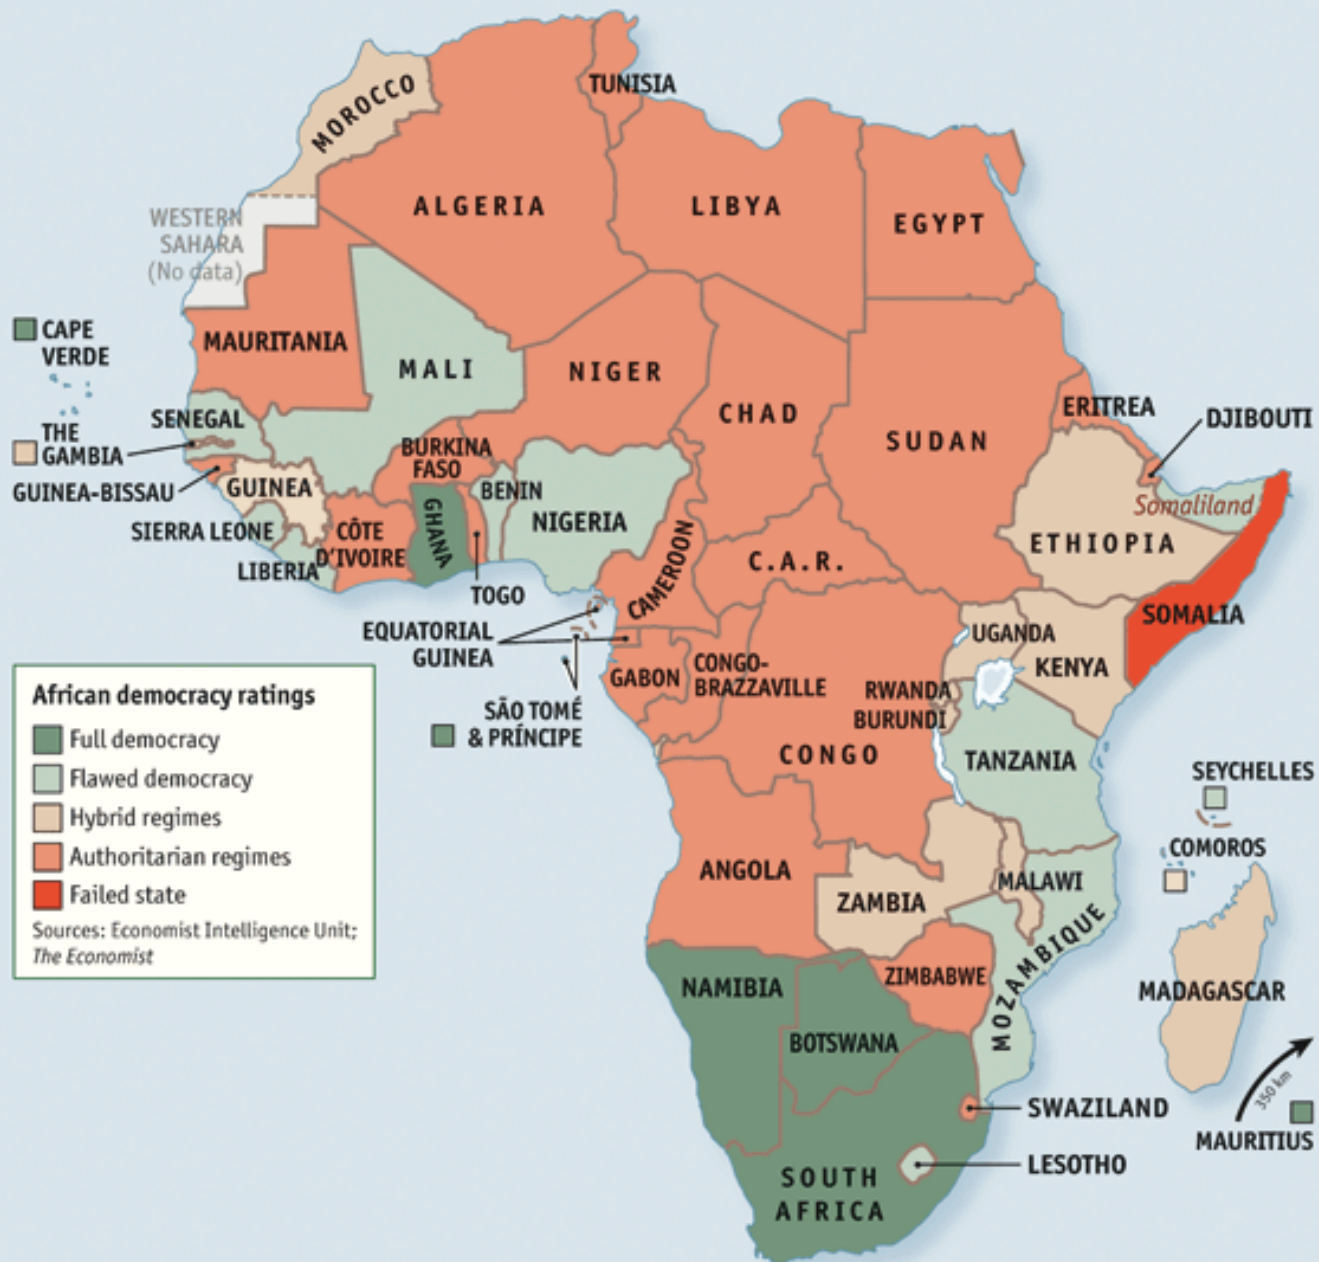 TUNISIA
MOROCCO
ALGERIA
LIBYA
EGYPT
WESTERN
SAHARA
(No data)
CAPE
VERDE
MAURITANIA
MALI
NIGER
CHAD
SUDAN
ERITREA
DJIBOUTI
SENEGAL
THE
GAMBIA
GUINEA-BISSAU
GUINEA
BURKINA
FASO
BENIN
NIGERIA
GHANA
CÔTE
D'IVOIRE
SIERRA LEONE
LIBERIA
TOGO
CAMEROON
C.A.R.
Somaliland
ETHIOPIA
SOMALIA
EQUATORIAL
GUINEA
UGANDA
KENYA
GABON
CONGO-
BRAZZAVILLE
RWANDA
BURUNDI
SÃO TOMÉ
& PRÍNCIPE
CONGO
TANZANIA
SEYCHELLES
COMOROS
African democracy ratings
Full democracy
Flawed democracy
Hybrid regimes
Authoritarian regimes
Failed state
Sources: Economist Intelligence Unit;
The Economist
ANGOLA
ZAMBIA
MALAWI
MOZAMBIQUE
ZIMBABWE
NAMIBIA
BOTSWANA
MADAGASCAR
350 km
MAURITIUS
SWAZILAND
LESOTHO
SOUTH
AFRICA